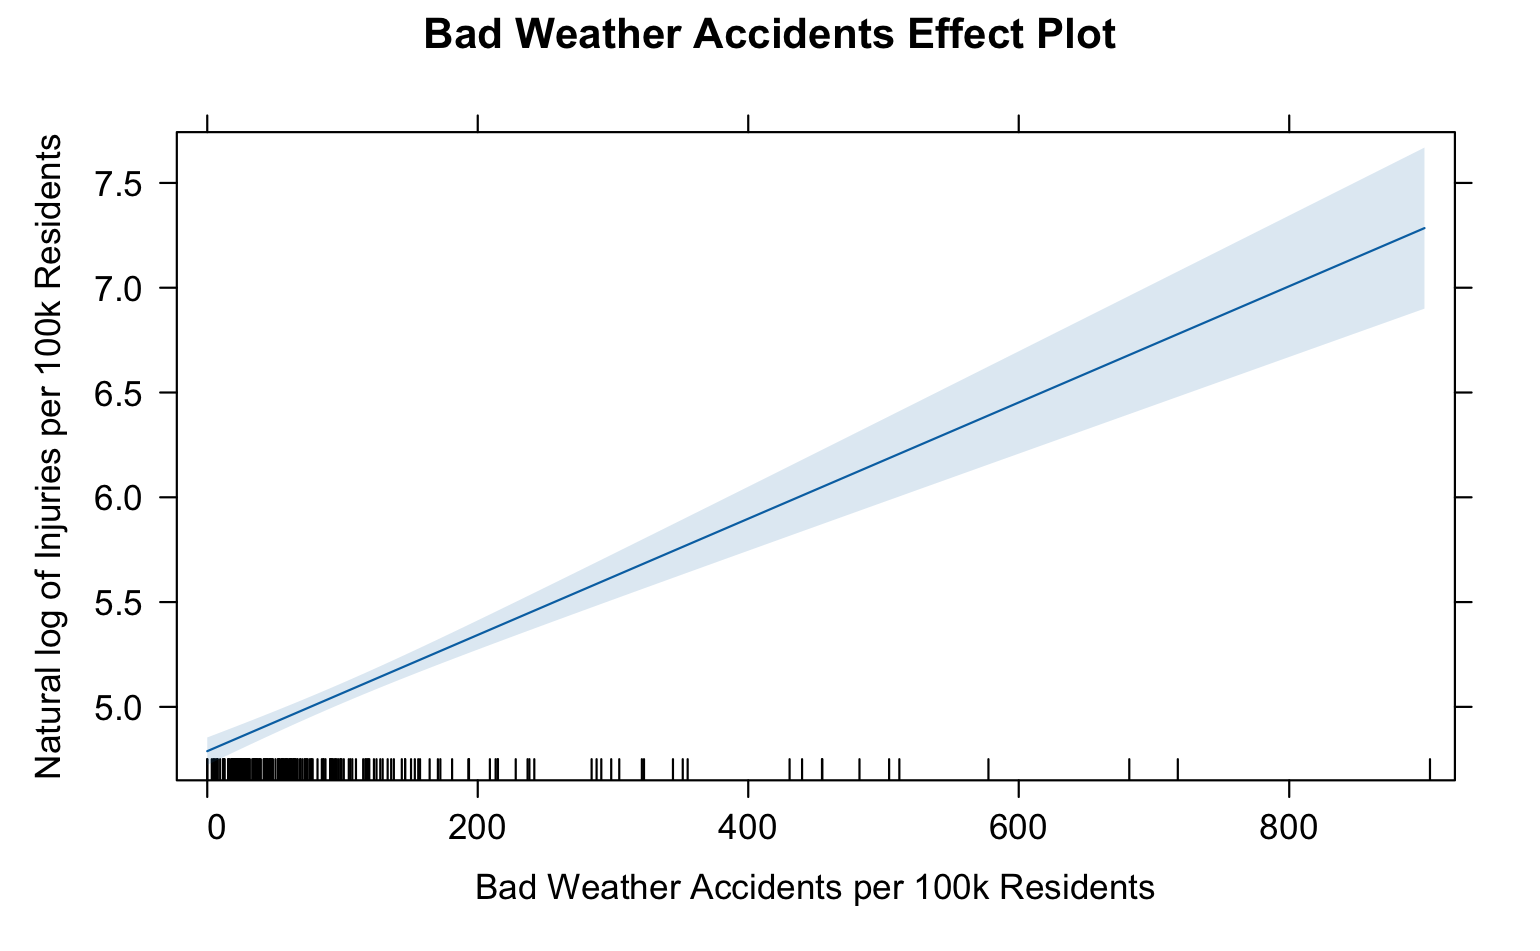 Bad Weather Accidents Effect Plot
Natural log of Injuries per 100k Residents
7.5
7.0
6.5
6.0
5.5
5.0
0 200 400 600 800
Bad Weather Accidents per 100k Residents